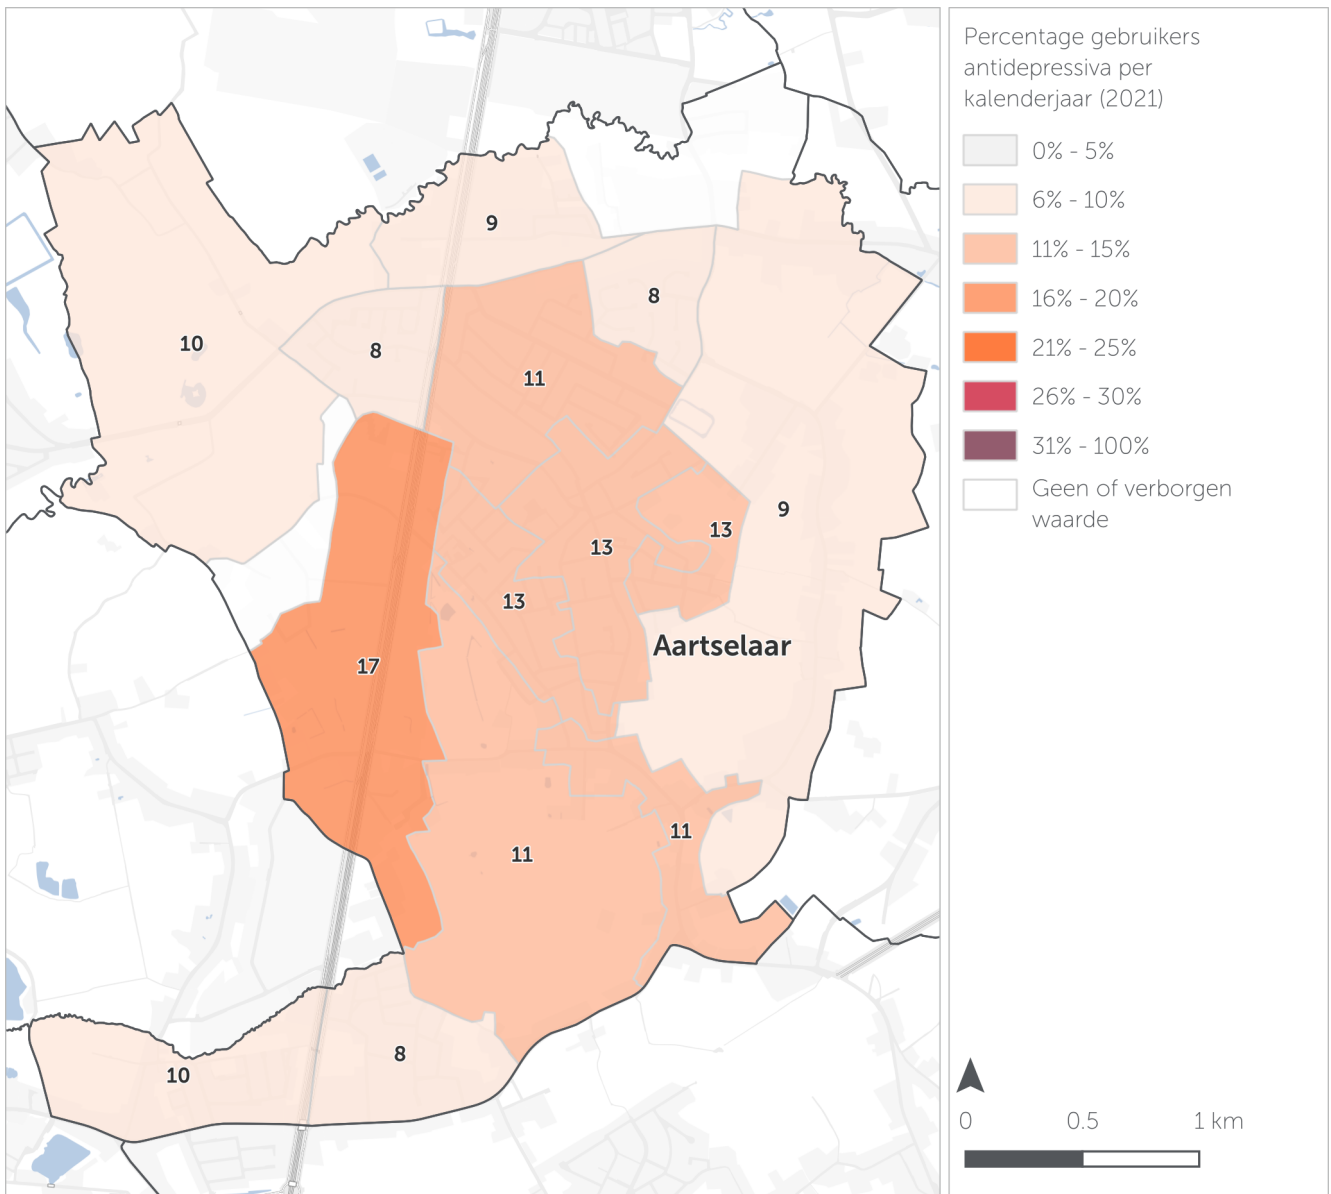 9
8
10
8
11
9
13
13
13
Aartselaar
17
11
11
8
10
Percentage gebruikers
antidepressiva per
kalenderjaar (2021)
0% - 5%
6% - 10%
11% - 15%
16% - 20%
21% - 25%
26% - 30%
31% - 100%
Geen of verborgen
waarde
0 0.5 1 km